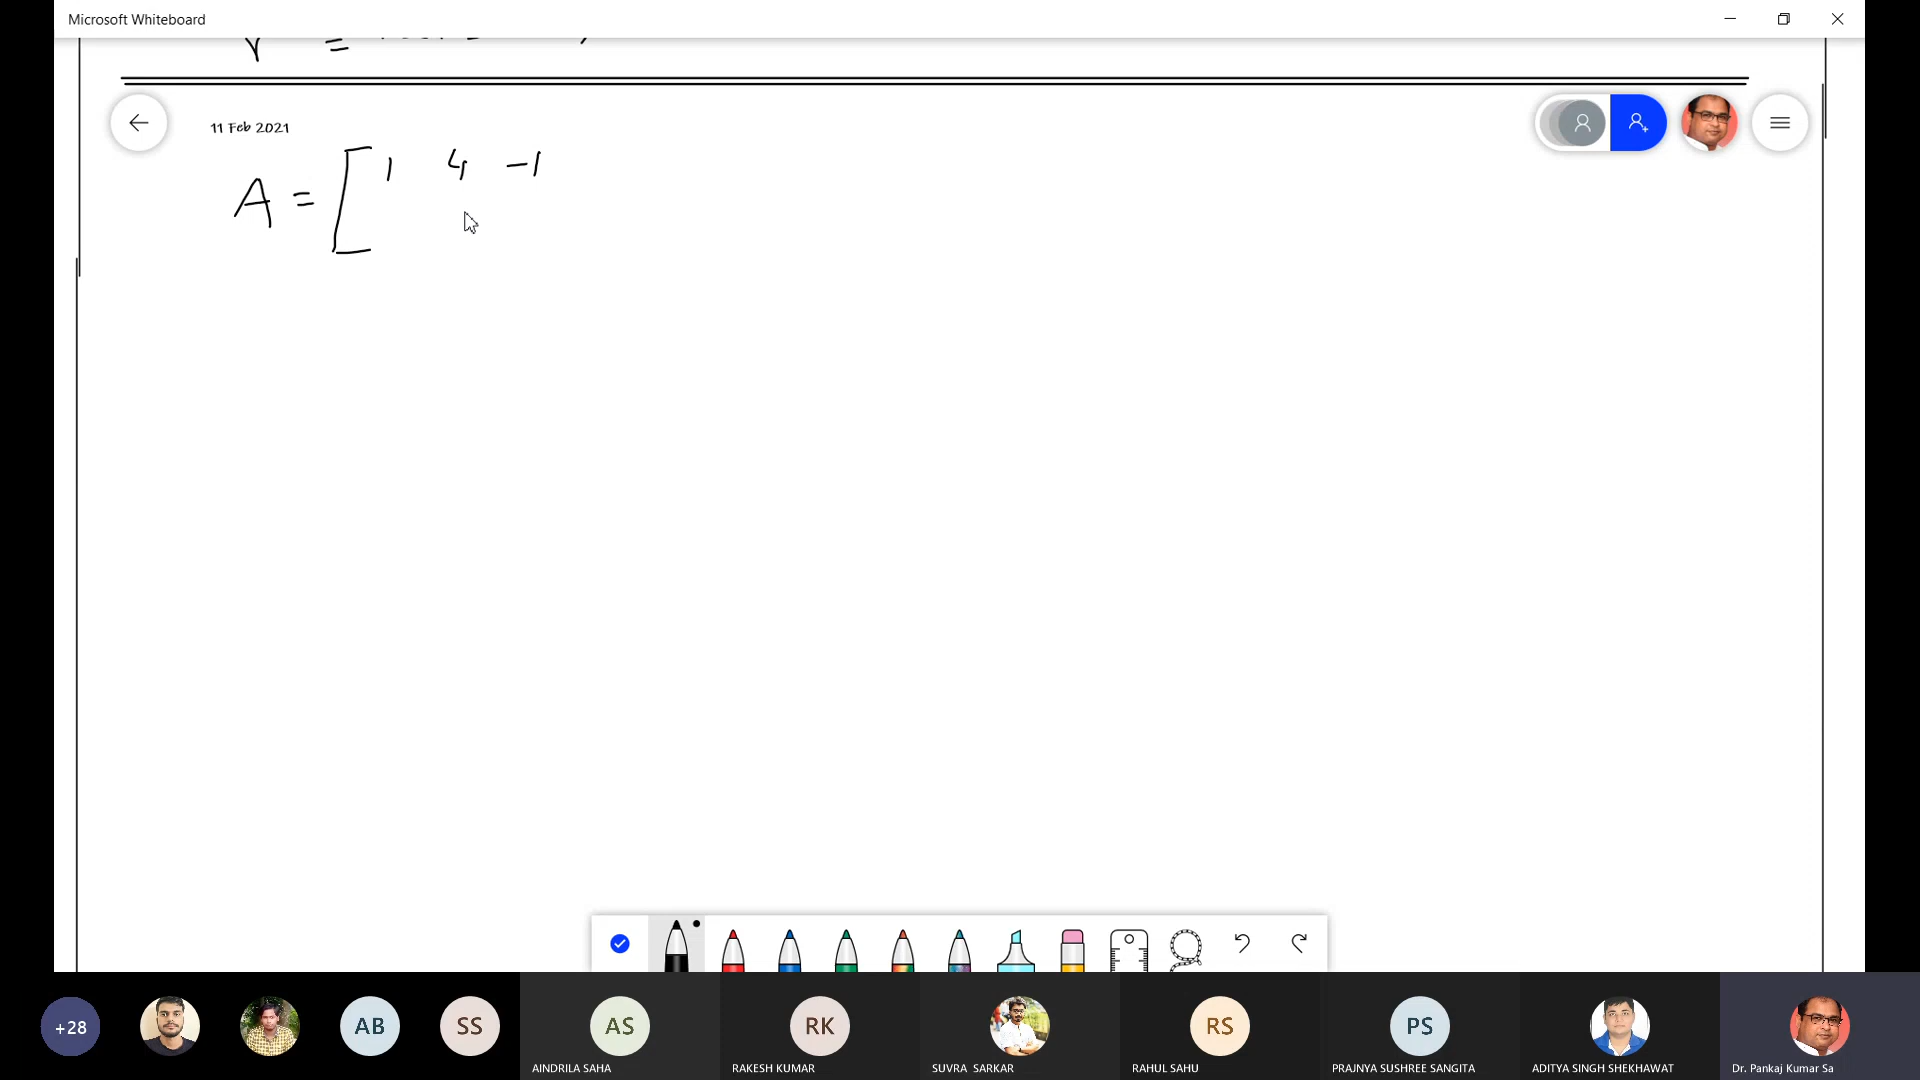 Microsoft Whiteboard
11 Feb 2021
A = [ 1 4 -1
+28
AB
SS
AS
RK
RS
PS
AINDRILA SAHA
RAKESH KUMAR
SUVRA SARKAR
RAHUL SAHU
PRAJNYA SUSHREE SANGITA
ADITYA SINGH SHEKHAWAT
Dr. Pankaj Kumar Sa